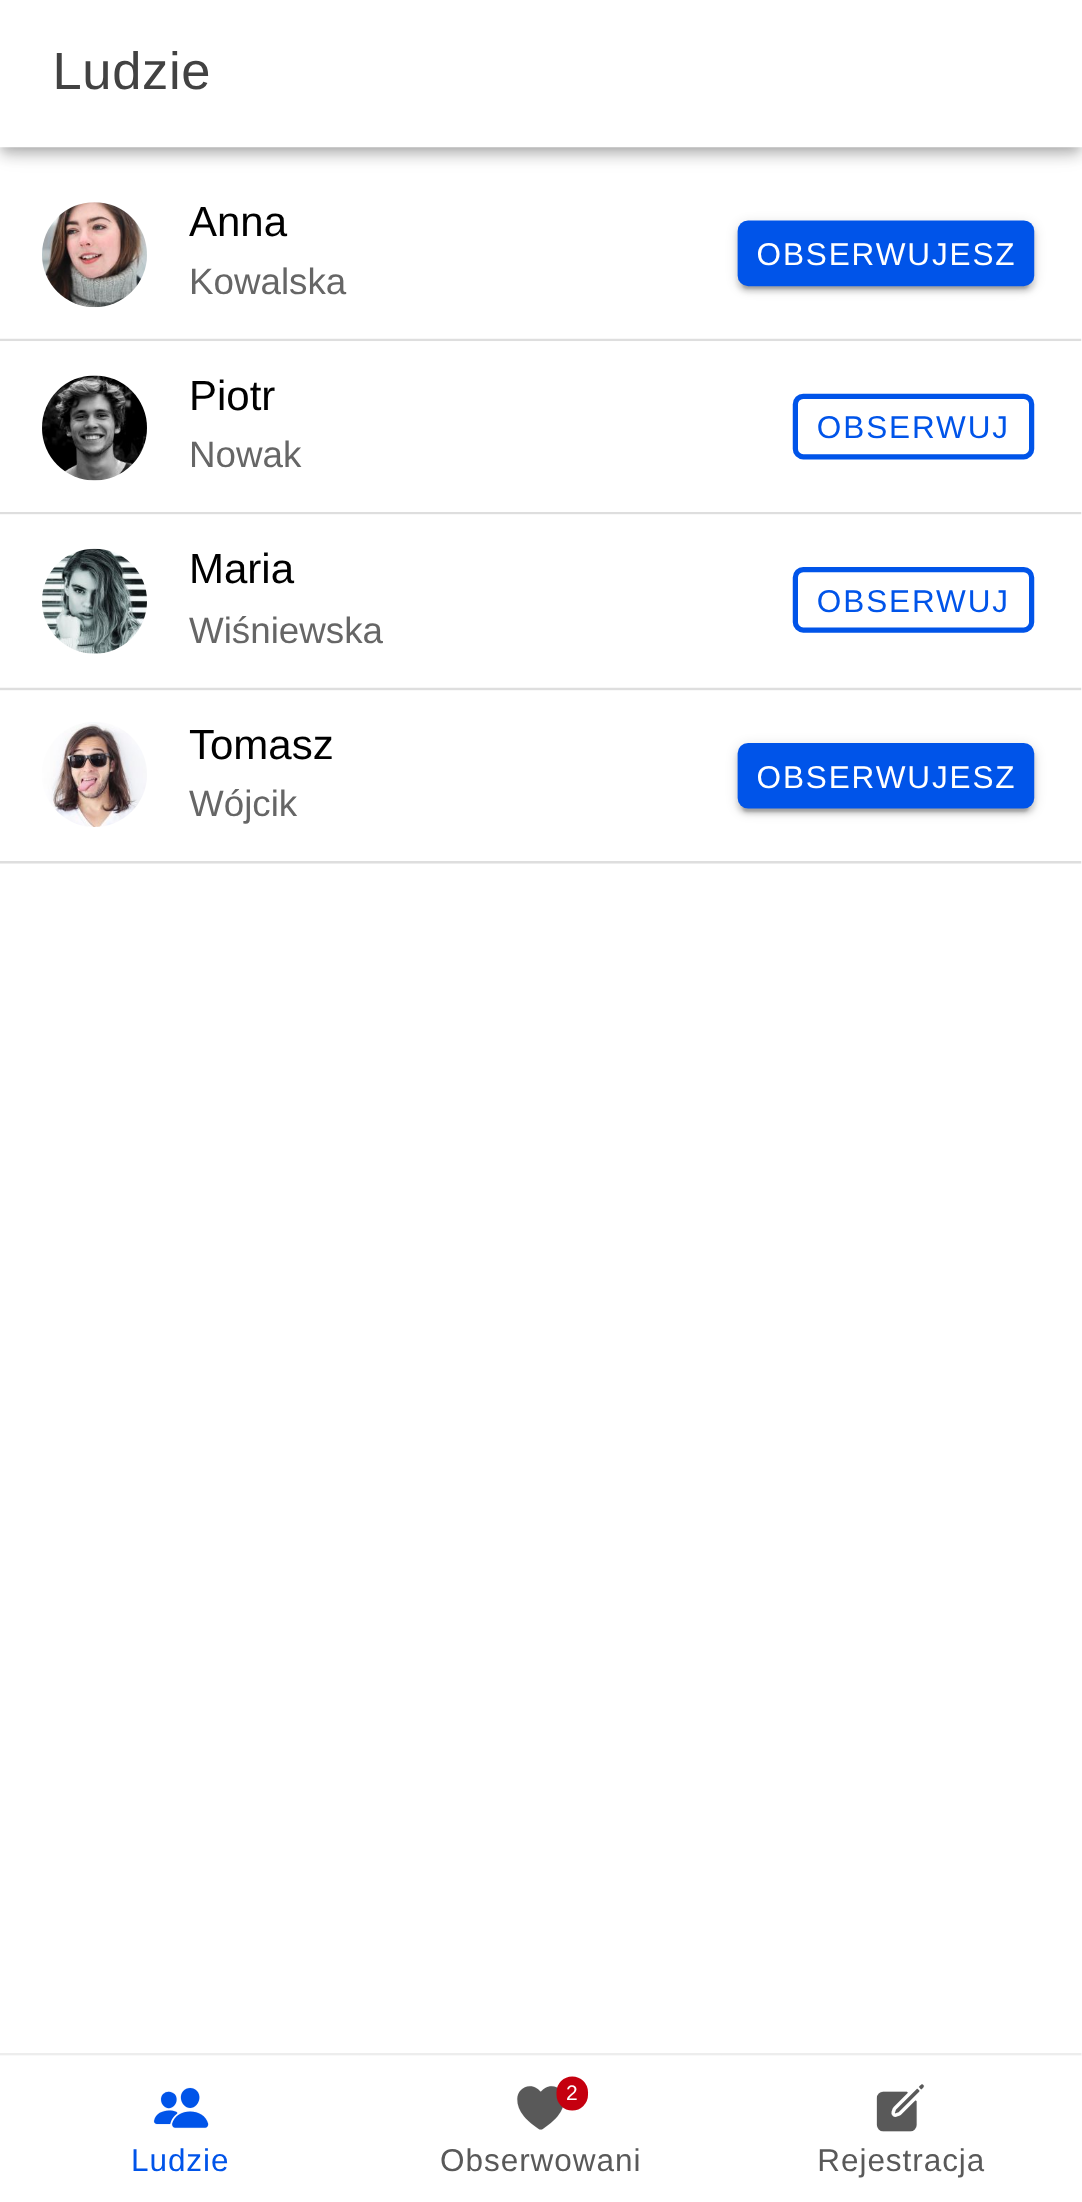 Ludzie
Anna
Kowalska
OBSERWUJESZ
Piotr
Nowak
OBSERWUJ
Maria
Wiśniewska
OBSERWUJ
Tomasz
Wójcik
OBSERWUJESZ
2
Ludzie
Obserwowani
Rejestracja